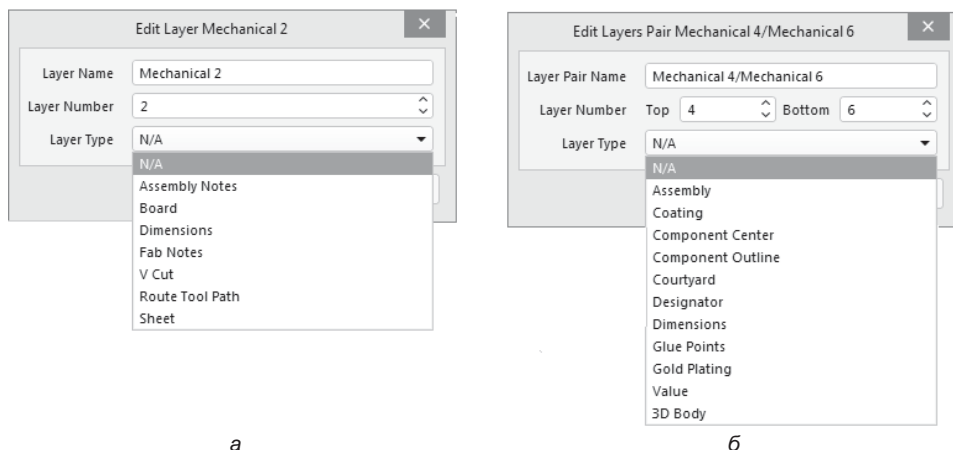 Edit Layer Mechanical 2
Layer Name Mechanical 2
Layer Number 2
Layer Type N/A
N/A
Assembly Notes
Board
Dimensions
Fab Notes
V Cut
Route Tool Path
Sheet
а
Edit Layers Pair Mechanical 4/Mechanical 6
Layer Pair Name Mechanical 4/Mechanical 6
Layer Number Top 4 Bottom 6
Layer Type N/A
N/A
Assembly
Coating
Component Center
Component Outline
Courtyard
Designator
Dimensions
Glue Points
Gold Plating
Value
3D Body
б